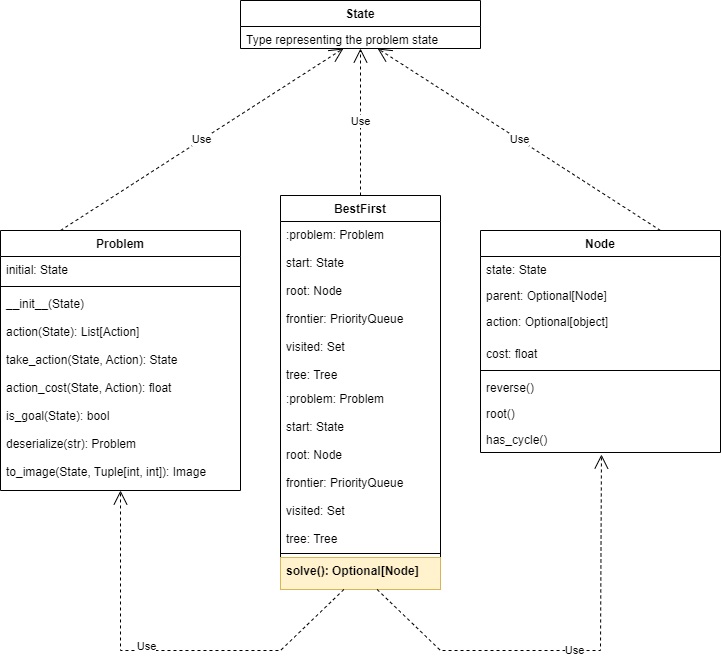 State
Type representing the problem state
Use
Use
Use
Problem
initial: State
__init__(State)
action(State): List[Action]
take_action(State, Action): State
action_cost(State, Action): float
is_goal(State): bool
deserialize(str): Problem
to_image(State, Tuple[int, int]): Image
BestFirst
:problem: Problem
start: State
root: Node
frontier: PriorityQueue
visited: Set
tree: Tree
:problem: Problem
start: State
root: Node
frontier: PriorityQueue
visited: Set
tree: Tree
solve(): Optional[Node]
Node
state: State
parent: Optional[Node]
action: Optional[object]
cost: float
reverse()
root()
has_cycle()
Use
Use